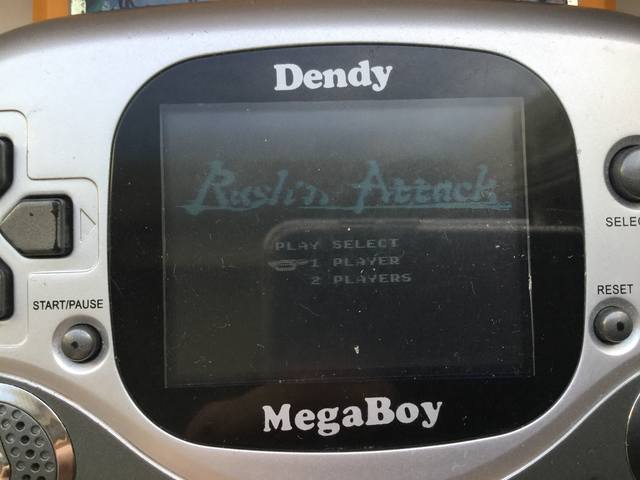 Dendy
Rush'n Attack
PLAY SELECT
1 PLAYER
2 PLAYERS
START/PAUSE
SELEC
RESET
MegaBoy